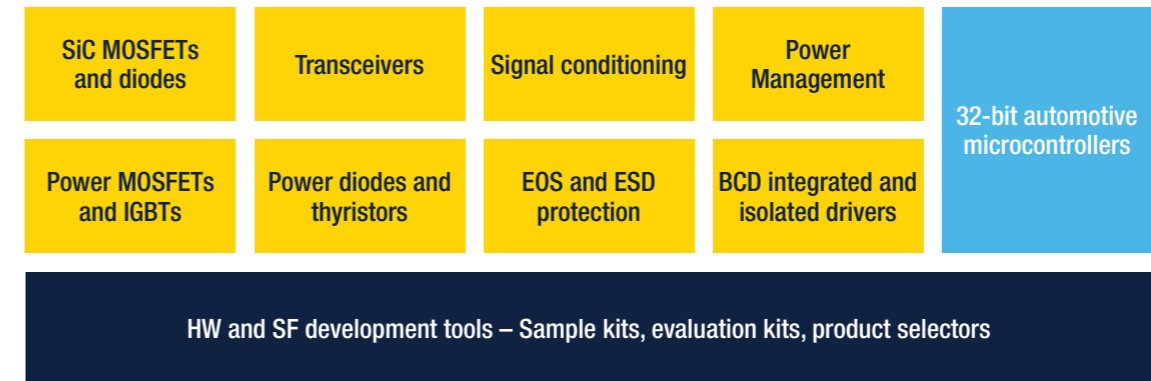 SiC MOSFETs
and diodes
Transceivers
Signal conditioning
Power
Management
32-bit automotive
microcontrollers
Power MOSFETs
and IGBTs
Power diodes and
thyristors
EOS and ESD
protection
BCD integrated and
isolated drivers
HW and SF development tools – Sample kits, evaluation kits, product selectors